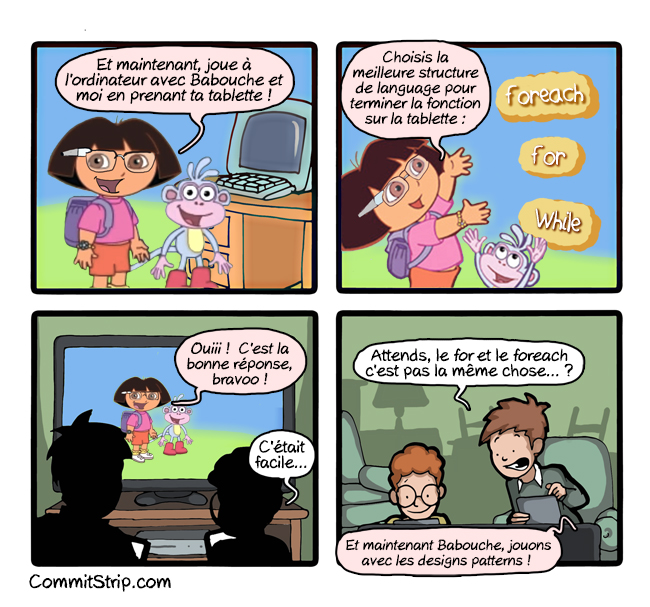 Et maintenant, joue à
l'ordinateur avec Babouche et
moi en prenant ta tablette !
Choisis la
meilleure structure
de language pour
terminer la fonction
sur la tablette :
foreach
for
While
Ouiii ! C'est la
bonne réponse,
bravoo !
C'était
facile...
Attends, le for et le foreach
c'est pas la même chose... ?
Et maintenant Babouche, jouons
avec les designs patterns !
CommitStrip.com